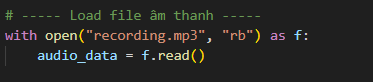 # ----- Load file âm thanh -----
with open("recording.mp3", "rb") as f:
    audio_data = f.read()